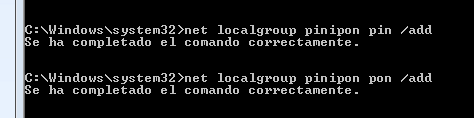 C:\Windows\system32>net localgroup pinipon pin /add
Se ha completado el comando correctamente.
C:\Windows\system32>net localgroup pinipon pon /add
Se ha completado el comando correctamente.